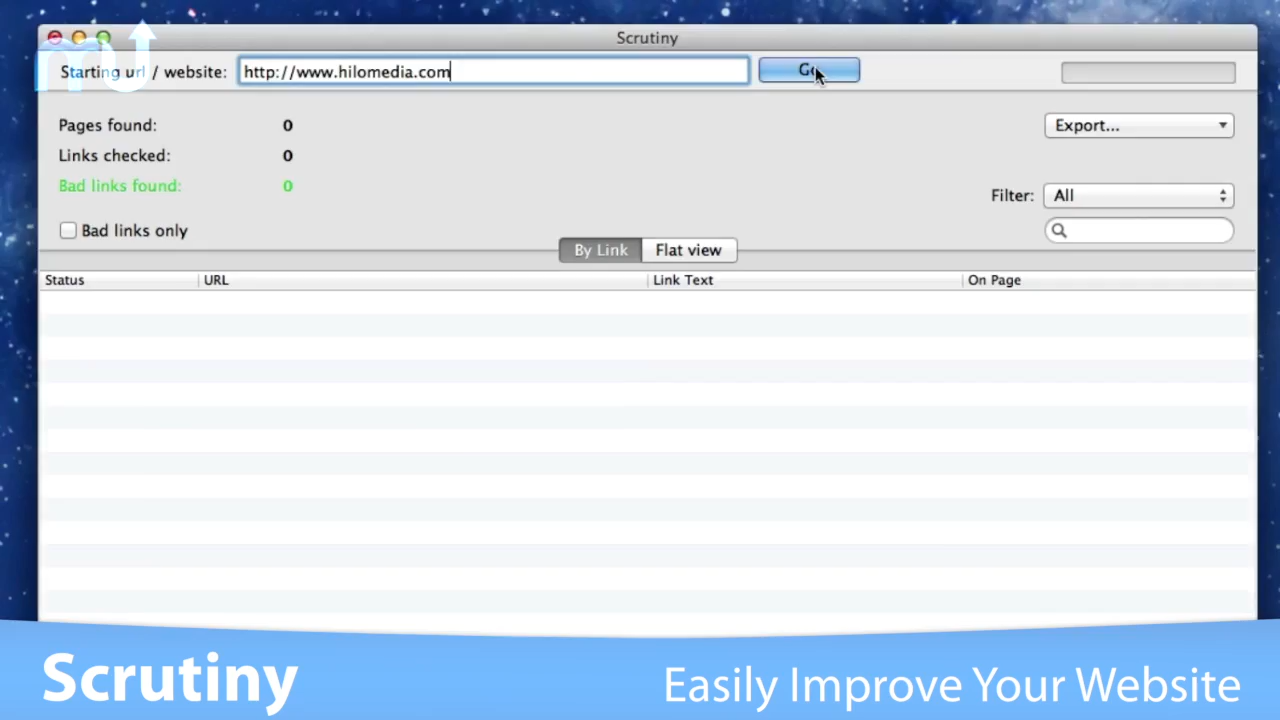 Scrutiny
mu
Starting url / website: http://www.hilomedia.com Go
Pages found: 0
Export...
Links checked: 0
Bad links found: 0
Filter: All
Bad links only
By Link Flat view
Status URL Link Text On Page
Scrutiny Easily Improve Your Website